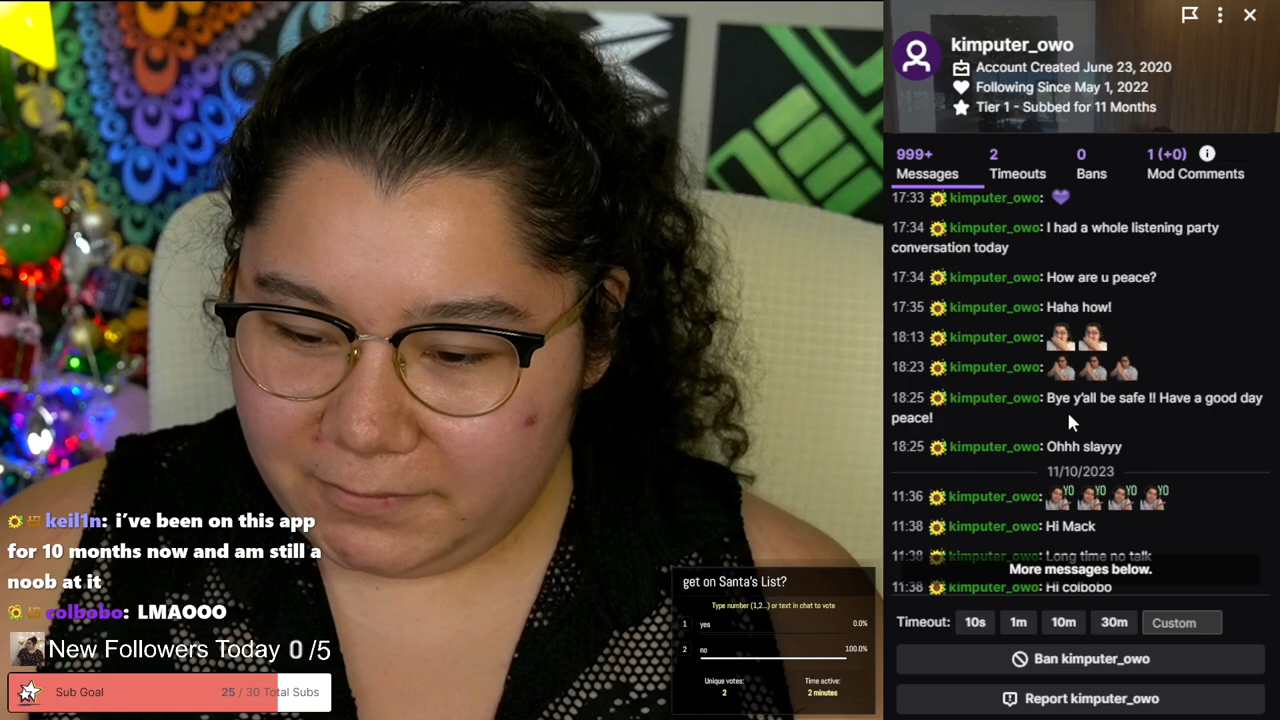 kimputer_owo
Account Created June 23, 2020
Following Since May 1, 2022
Tier 1 - Subbed for 11 Months
999+
Messages
2
Timeouts
0
Bans
1 (+0)
Mod Comments
17:33 kimputer_owo:
17:34 kimputer_owo: I had a whole listening party
conversation today
17:34 kimputer_owo: How are u peace?
17:35 kimputer_owo: Haha how!
18:13 kimputer_owo:
18:23 kimputer_owo:
18:25 kimputer_owo: Bye y'all be safe !! Have a good day
peace!
18:25 kimputer_owo: Ohhh slayyy
11/10/2023
11:36 kimputer_owo: YO YO YO YO
11:38 kimputer_owo: Hi Mack
11:38 kimputer_owo: Long time no talk
More messages below.
11:38 kimputer_owo: Hi colbobo
Timeout: 10s 1m 10m 30m Custom
Ban kimputer_owo
Report kimputer_owo
keil1n: i've been on this app
for 10 months now and am still a
noob at it
colbobo: LMAOOO
New Followers Today 0 /5
Sub Goal 25 / 30 Total Subs
get on Santa's List?
Type number (1,2...) or text in chat to vote
1 yes 0.0%
2 no 100.0%
Unique votes: Time active:
2 2 minutes